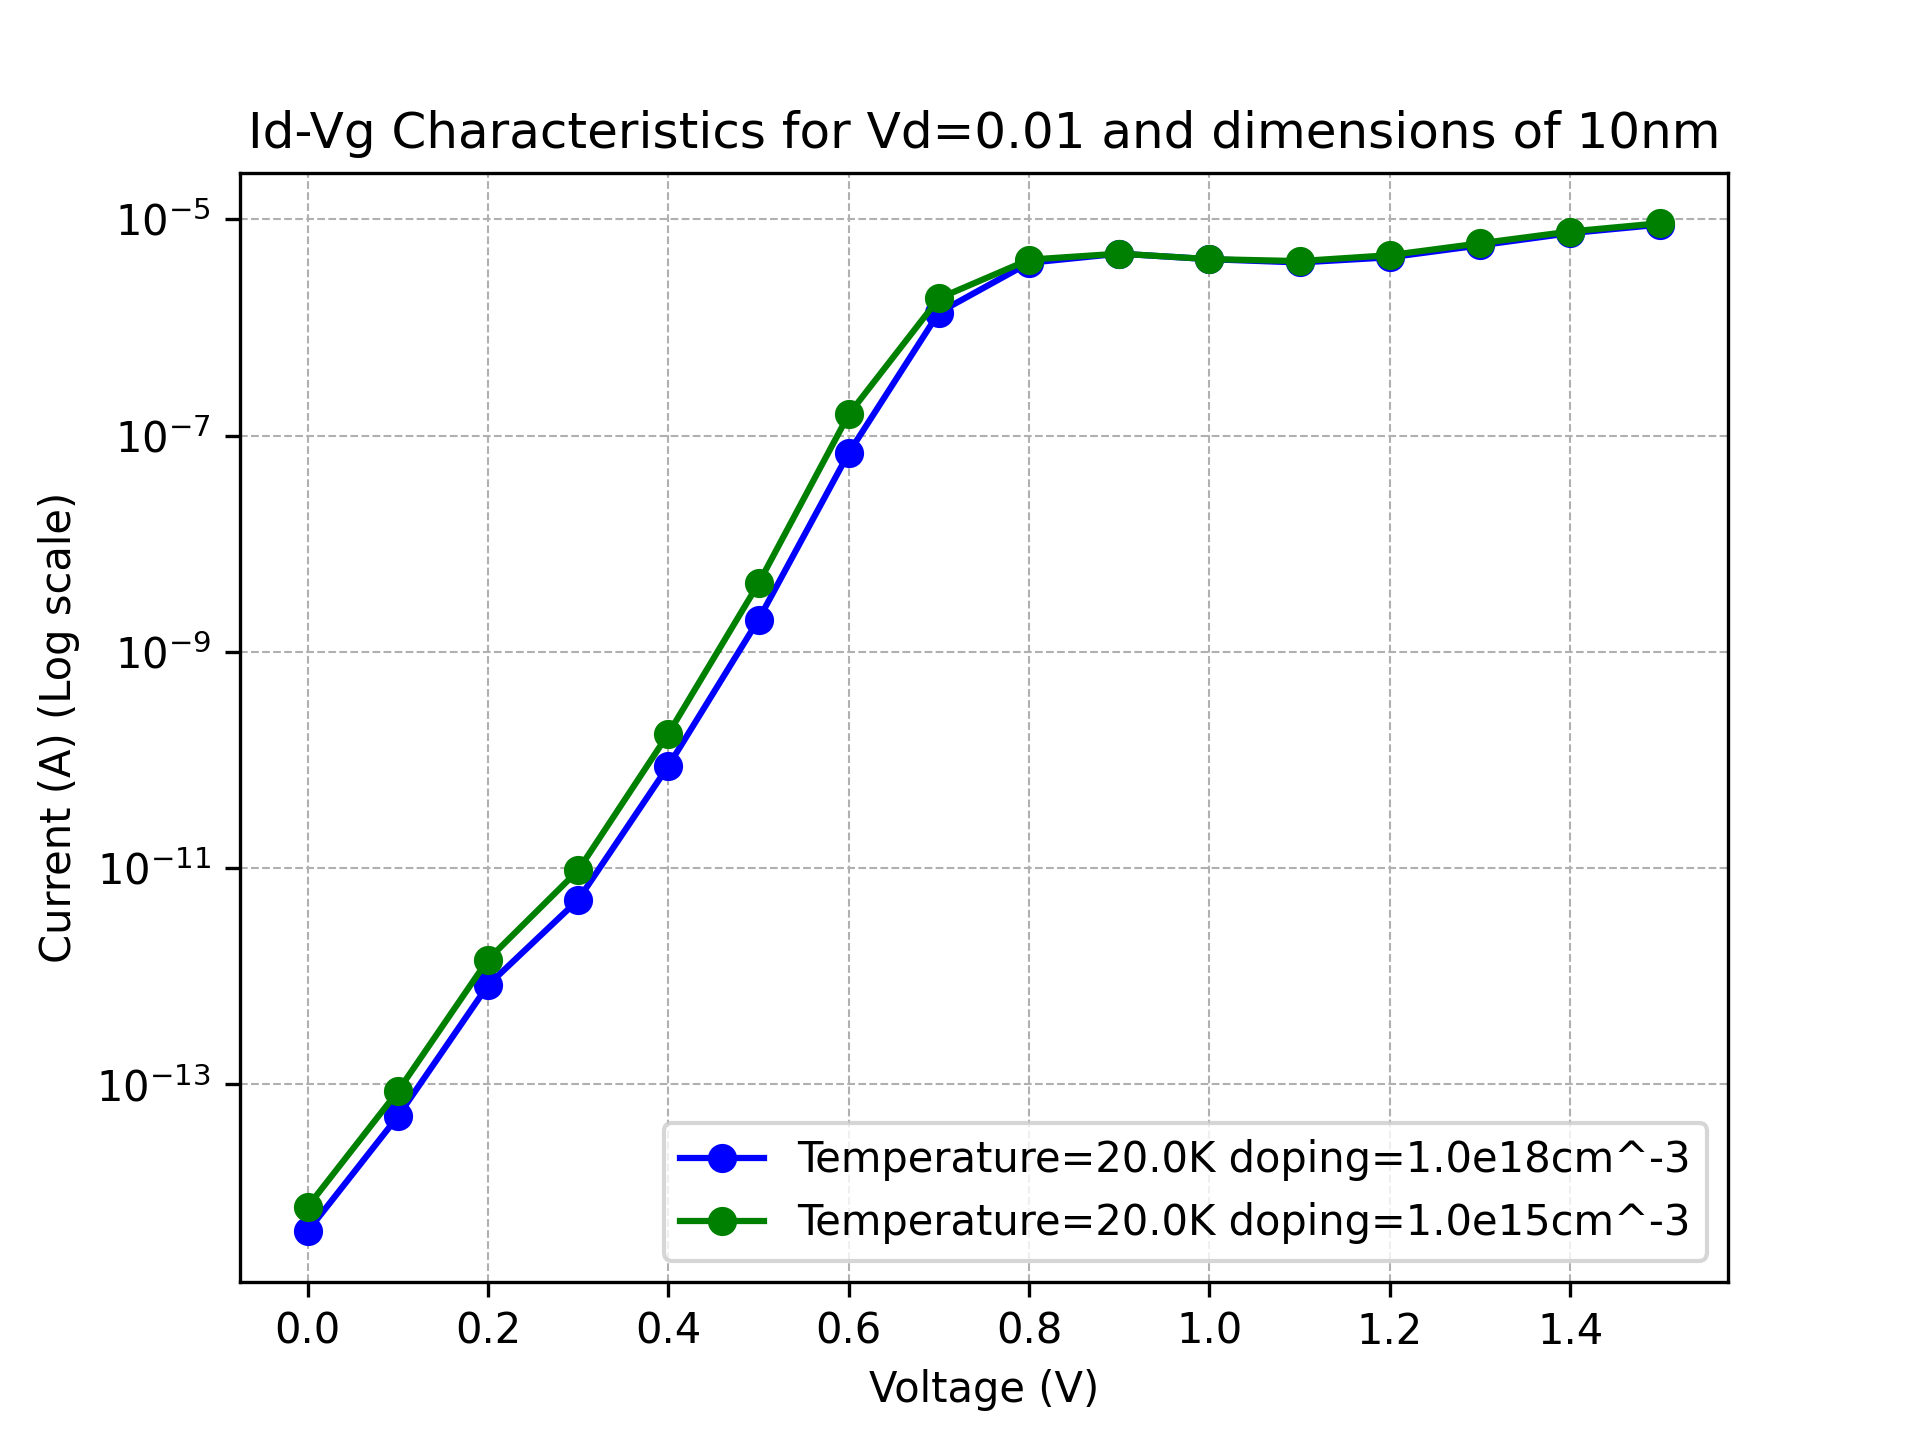 Id-Vg Characteristics for Vd=0.01 and dimensions of 10nm
Current (A) (Log scale)
10⁻⁵
10⁻⁷
10⁻⁹
10⁻¹¹
10⁻¹³
Temperature=20.0K doping=1.0e18cm^-3
Temperature=20.0K doping=1.0e15cm^-3
0.0 0.2 0.4 0.6 0.8 1.0 1.2 1.4
Voltage (V)